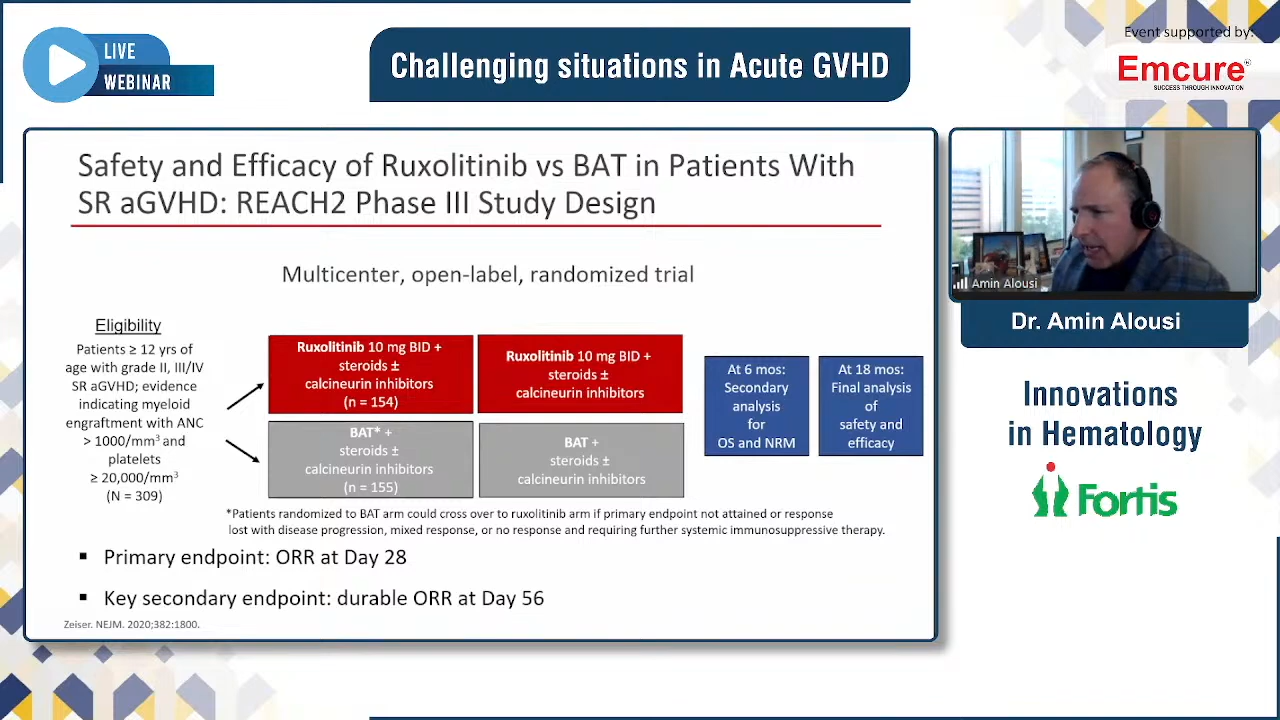 LIVE
WEBINAR
Challenging situations in Acute GVHD
Event supported by:
Emcure®
SUCCESS THROUGH INNOVATION
Safety and Efficacy of Ruxolitinib vs BAT in Patients With
SR aGVHD: REACH2 Phase III Study Design
Multicenter, open-label, randomized trial
Eligibility
Patients ≥ 12 yrs of
age with grade II, III/IV
SR aGVHD; evidence
indicating myeloid
engraftment with ANC
> 1000/mm³ and
platelets
≥ 20,000/mm³
(N = 309)
Ruxolitinib 10 mg BID +
steroids ±
calcineurin inhibitors
(n = 154)
Ruxolitinib 10 mg BID +
steroids ±
calcineurin inhibitors
BAT* +
steroids ±
calcineurin inhibitors
(n = 155)
BAT +
steroids ±
calcineurin inhibitors
At 6 mos:
Secondary
analysis
for
OS and NRM
At 18 mos:
Final analysis
of
safety and
efficacy
*Patients randomized to BAT arm could cross over to ruxolitinib arm if primary endpoint not attained or response
lost with disease progression, mixed response, or no response and requiring further systemic immunosuppressive therapy.
▪ Primary endpoint: ORR at Day 28
▪ Key secondary endpoint: durable ORR at Day 56
Zeiser. NEJM. 2020;382:1800.
Amin Alousi
Dr. Amin Alousi
Innovations
in Hematology
Fortis